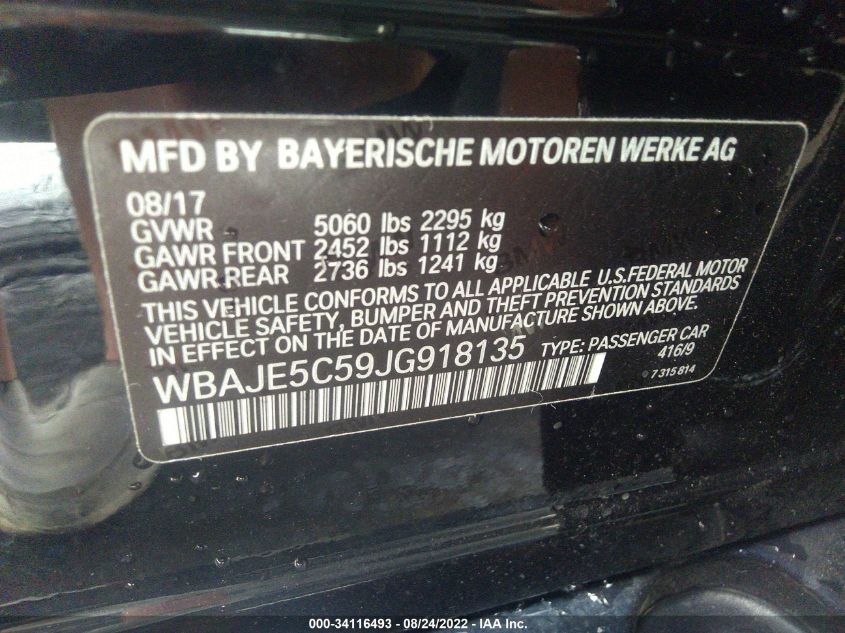 MFD BY BAYERISCHE MOTOREN WERKE AG
08/17
GVWR 5060 lbs 2295 kg
GAWR FRONT 2452 lbs 1112 kg
GAWR REAR 2736 lbs 1241 kg
THIS VEHICLE CONFORMS TO ALL APPLICABLE U.S.FEDERAL MOTOR
VEHICLE SAFETY, BUMPER AND THEFT PREVENTION STANDARDS
IN EFFECT ON THE DATE OF MANUFACTURE SHOWN ABOVE.
WBAJE5C59JG918135 TYPE: PASSENGER CAR
416/9
7 315 814
000-34116493 - 08/24/2022 - IAA Inc.